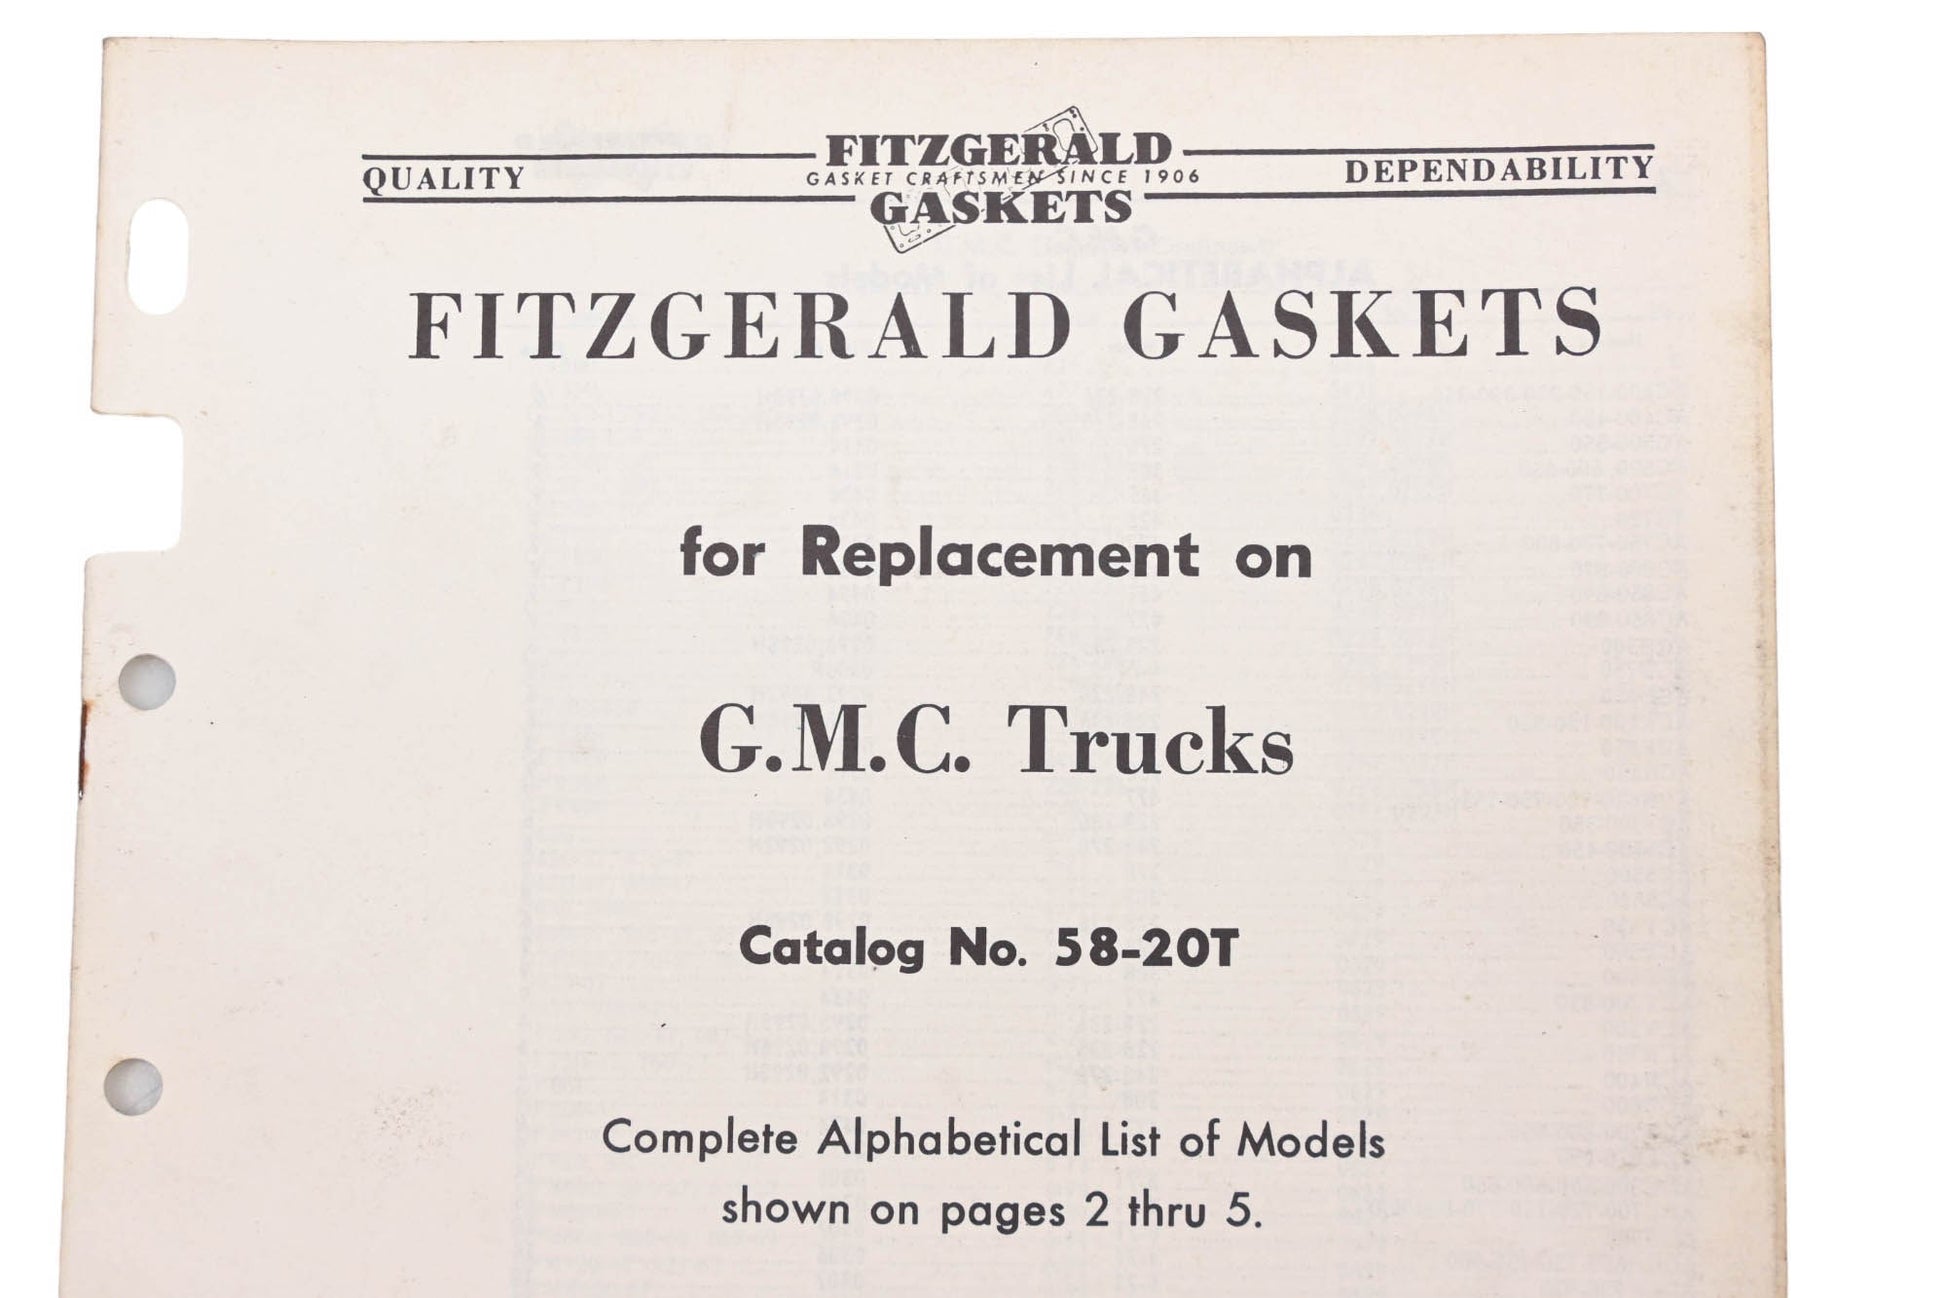 QUALITY
FITZGERALD
GASKET CRAFTSMEN SINCE 1906
GASKETS
DEPENDABILITY
FITZGERALD GASKETS
for Replacement on
G.M.C. Trucks
Catalog No. 58-20T
Complete Alphabetical List of Models
shown on pages 2 thru 5.